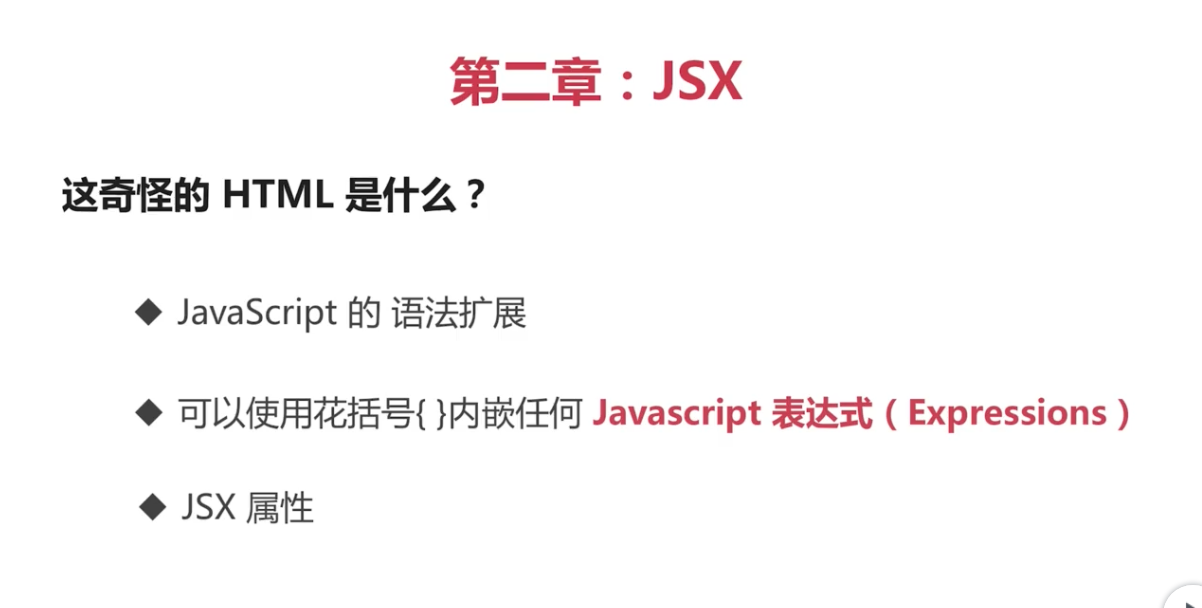 第二章：JSX
这奇怪的 HTML 是什么？
◆ JavaScript 的 语法扩展
◆ 可以使用花括号{ }内嵌任何 Javascript 表达式（Expressions）
◆ JSX 属性